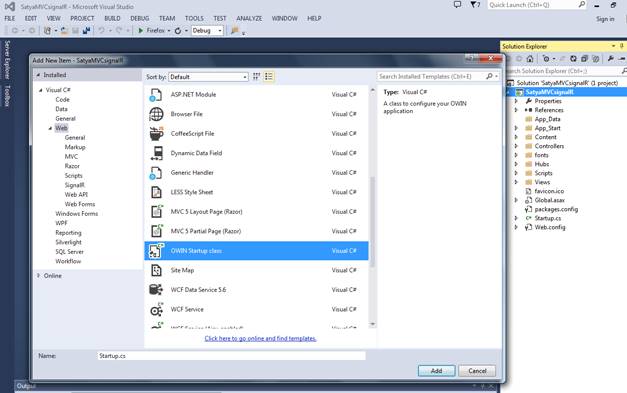 SatyaMVCsignalR - Microsoft Visual Studio
Quick Launch (Ctrl+Q)
FILE EDIT VIEW PROJECT BUILD DEBUG TEAM TOOLS TEST ANALYZE WINDOW HELP
Sign in
Firefox
Debug
Server Explorer
Toolbox
Add New Item - SatyaMVCsignalR
Installed
Visual C#
Code
Data
General
Web
General
Markup
MVC
Razor
Scripts
SignalR
Web API
Web Forms
Windows Forms
WPF
Reporting
Silverlight
SQL Server
Workflow
Online
Sort by: Default
ASP.NET Module Visual C#
Browser File Visual C#
CoffeeScript File Visual C#
Dynamic Data Field Visual C#
Generic Handler Visual C#
LESS Style Sheet Visual C#
MVC 5 Layout Page (Razor) Visual C#
MVC 5 Partial Page (Razor) Visual C#
OWIN Startup class Visual C#
Site Map Visual C#
WCF Data Service 5.6 Visual C#
WCF Service Visual C#
Click here to go online and find templates.
Search Installed Templates (Ctrl+E)
Type: Visual C#
A class to configure your OWIN
application
Name: Startup.cs
Add Cancel
Solution Explorer
Search Solution Explorer (Ctrl+;)
Solution 'SatyaMVCsignalR' (1 project)
SatyaMVCsignalR
Properties
References
App_Data
App_Start
Content
Controllers
fonts
Hubs
Scripts
Views
favicon.ico
Global.asax
packages.config
Startup.cs
Web.config
Output